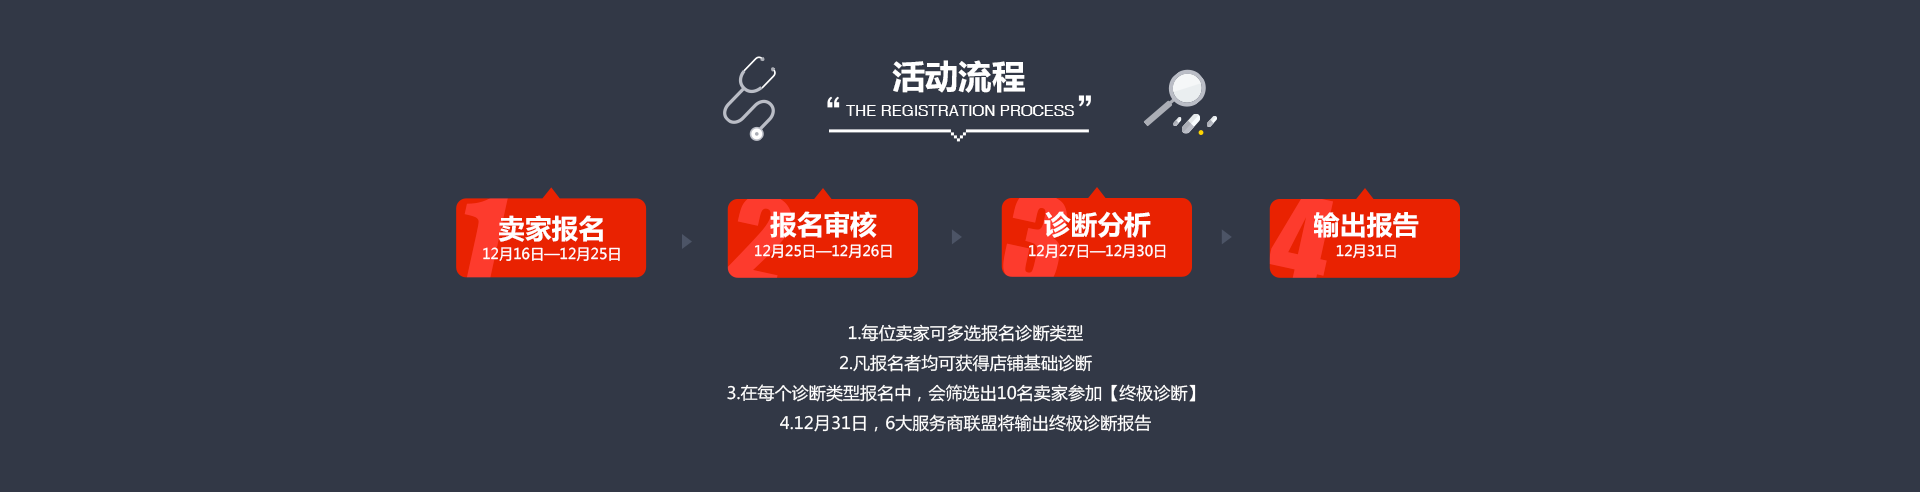 活动流程
“ THE REGISTRATION PROCESS ”
1
卖家报名
12月16日—12月25日
2
报名审核
12月25日—12月26日
3
诊断分析
12月27日—12月30日
4
输出报告
12月31日
1.每位卖家可多选报名诊断类型
2.凡报名者均可获得店铺基础诊断
3.在每个诊断类型报名中，会筛选出10名卖家参加【终极诊断】
4.12月31日，6大服务商联盟将输出终极诊断报告